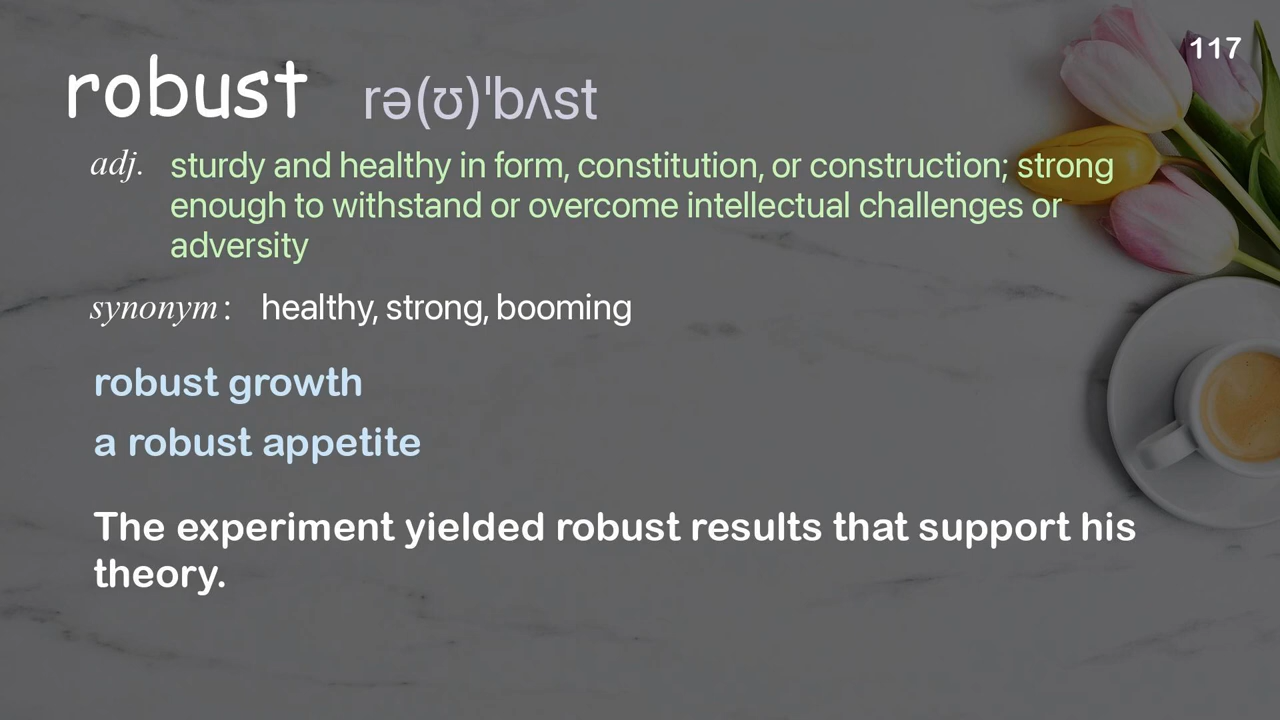 117
robust rə(ʊ)ˈbʌst
adj. sturdy and healthy in form, constitution, or construction; strong
enough to withstand or overcome intellectual challenges or
adversity
synonym: healthy, strong, booming
robust growth
a robust appetite
The experiment yielded robust results that support his
theory.